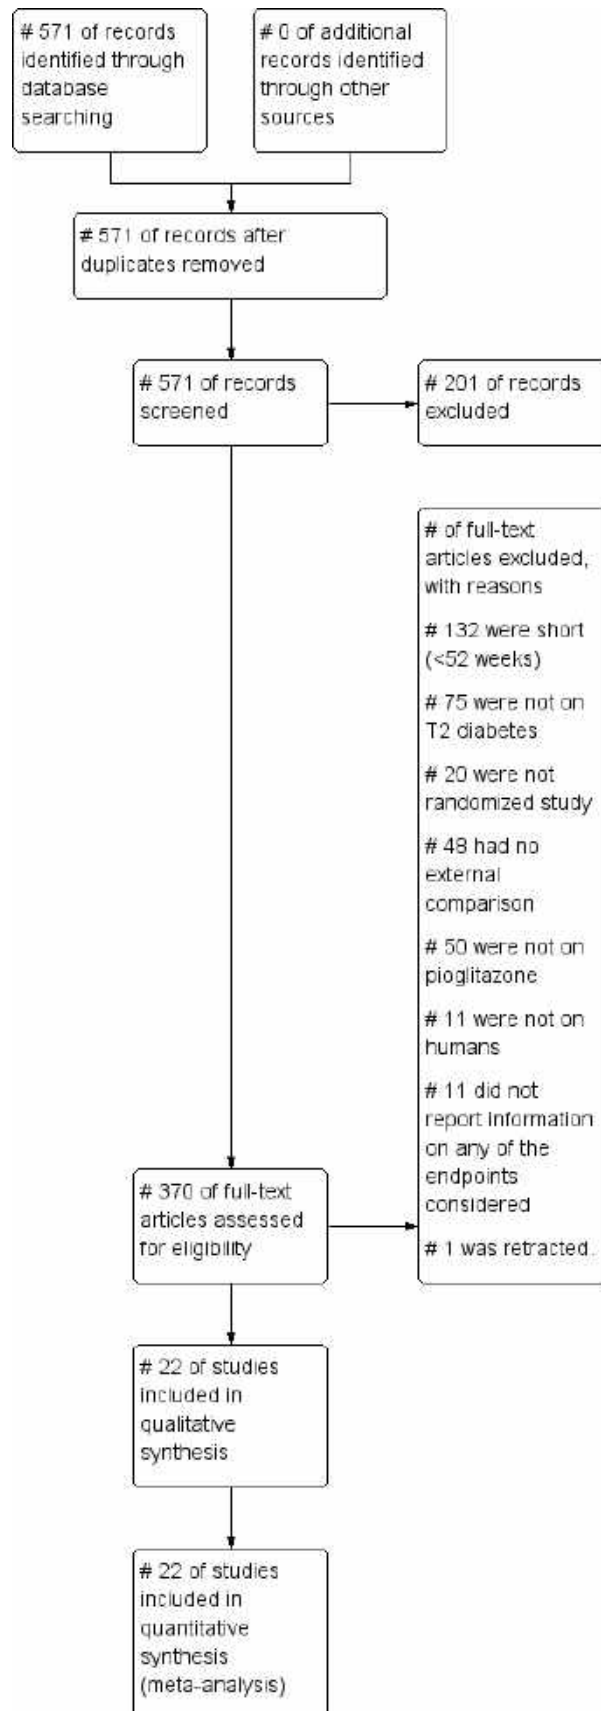 # 571 of records
identified through
database
searching
# 0 of additional
records identified
through other
sources
# 571 of records after
duplicates removed
# 571 of records
screened
# 201 of records
excluded
# of full-text
articles excluded,
with reasons
# 132 were short
(<52 weeks)
# 75 were not on
T2 diabetes
# 20 were not
randomized study
# 48 had no
external
comparison
# 50 were not on
pioglitazone
# 11 were not on
humans
# 11 did not
report information
on any of the
endpoints
considered
# 1 was retracted.
# 370 of full-text
articles assessed
for eligibility
# 22 of studies
included in
qualitative
synthesis
# 22 of studies
included in
quantitative
synthesis
(meta-analysis)